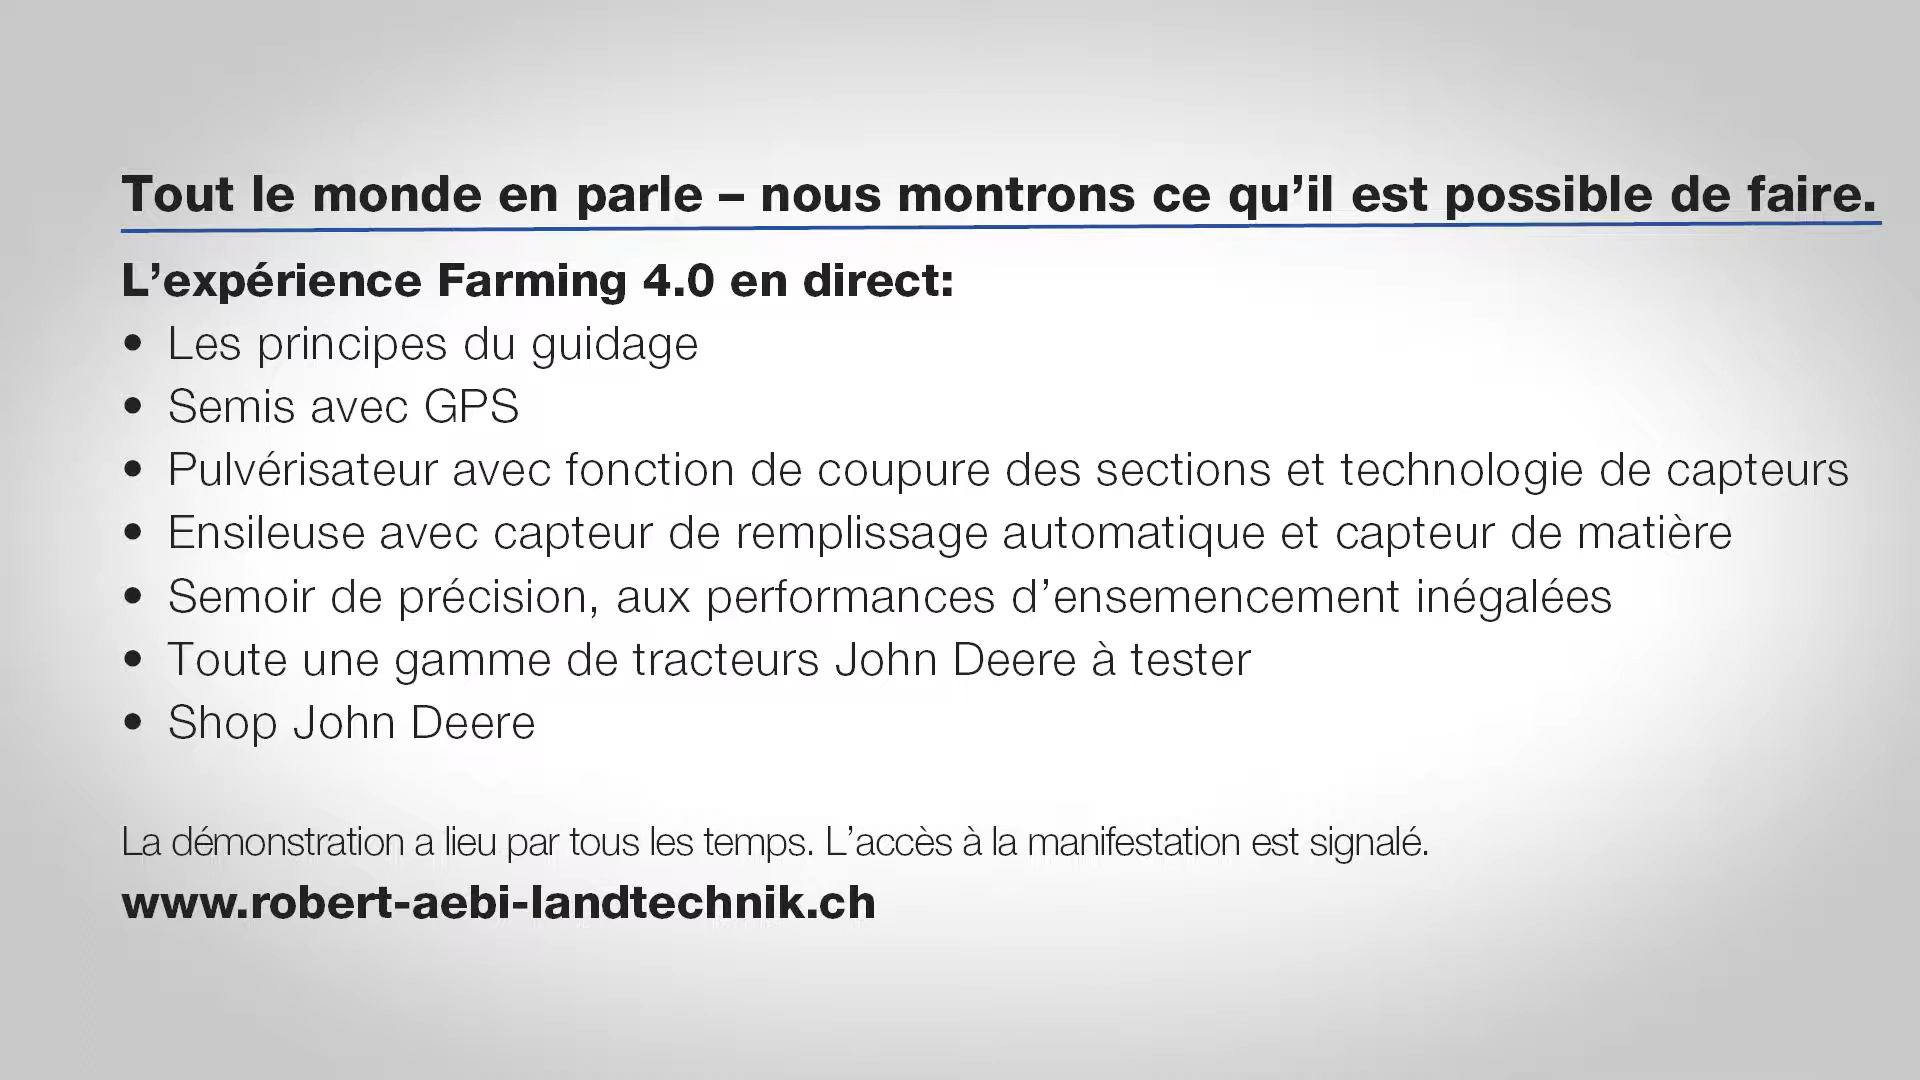 Tout le monde en parle – nous montrons ce qu’il est possible de faire.
L’expérience Farming 4.0 en direct:
• Les principes du guidage
• Semis avec GPS
• Pulvérisateur avec fonction de coupure des sections et technologie de capteurs
• Ensileuse avec capteur de remplissage automatique et capteur de matière
• Semoir de précision, aux performances d’ensemencement inégalées
• Toute une gamme de tracteurs John Deere à tester
• Shop John Deere
La démonstration a lieu par tous les temps. L’accès à la manifestation est signalé.
www.robert-aebi-landtechnik.ch